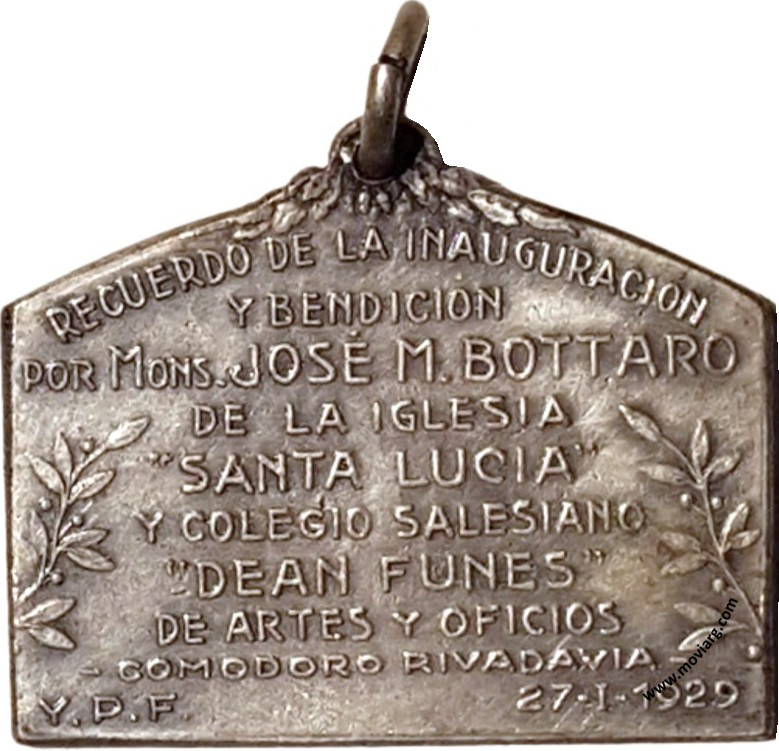 RECUERDO DE LA INAUGURACION
Y BENDICION
POR MONS. JOSÉ M. BOTTARO
DE LA IGLESIA
"SANTA LUCIA"
Y COLEGIO SALESIANO
"DEAN FUNES"
DE ARTES Y OFICIOS
- COMODORO RIVADAVIA -
Y.P.F. 27-I-1929
www.moviarg.com